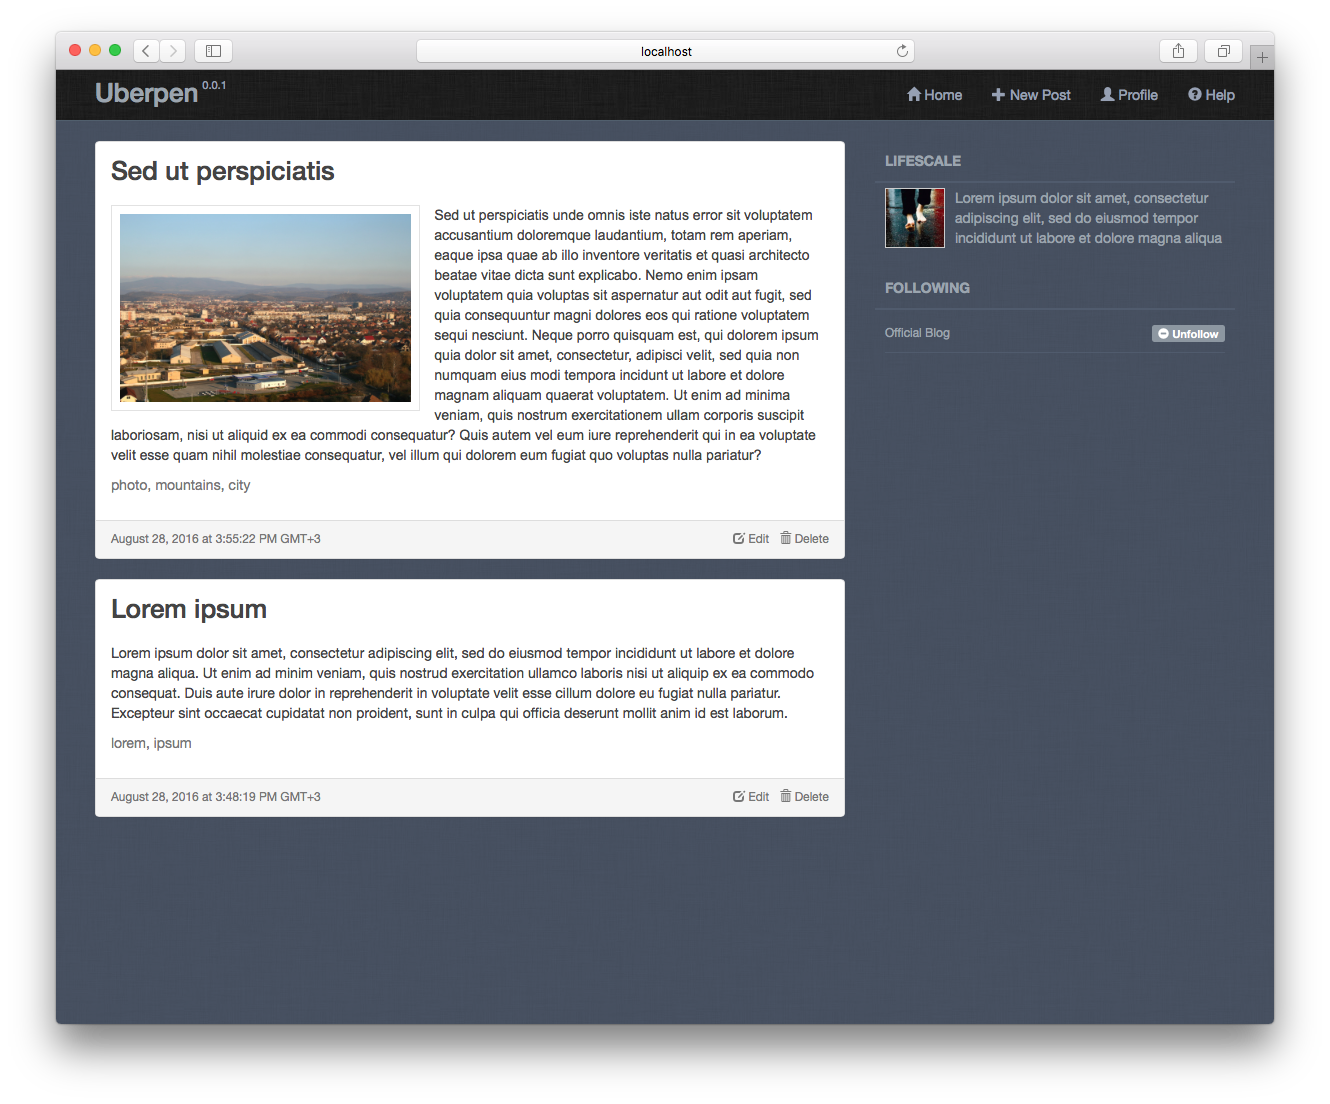 localhost
Uberpen 0.0.1
Home New Post Profile Help
Sed ut perspiciatis
Sed ut perspiciatis unde omnis iste natus error sit voluptatem
accusantium doloremque laudantium, totam rem aperiam,
eaque ipsa quae ab illo inventore veritatis et quasi architecto
beatae vitae dicta sunt explicabo. Nemo enim ipsam
voluptatem quia voluptas sit aspernatur aut odit aut fugit, sed
quia consequuntur magni dolores eos qui ratione voluptatem
sequi nesciunt. Neque porro quisquam est, qui dolorem ipsum
quia dolor sit amet, consectetur, adipisci velit, sed quia non
numquam eius modi tempora incidunt ut labore et dolore
magnam aliquam quaerat voluptatem. Ut enim ad minima
veniam, quis nostrum exercitationem ullam corporis suscipit
laboriosam, nisi ut aliquid ex ea commodi consequatur? Quis autem vel eum iure reprehenderit qui in ea voluptate
velit esse quam nihil molestiae consequatur, vel illum qui dolorem eum fugiat quo voluptas nulla pariatur?
photo, mountains, city
August 28, 2016 at 3:55:22 PM GMT+3 Edit Delete
Lorem ipsum
Lorem ipsum dolor sit amet, consectetur adipiscing elit, sed do eiusmod tempor incididunt ut labore et dolore
magna aliqua. Ut enim ad minim veniam, quis nostrud exercitation ullamco laboris nisi ut aliquip ex ea commodo
consequat. Duis aute irure dolor in reprehenderit in voluptate velit esse cillum dolore eu fugiat nulla pariatur.
Excepteur sint occaecat cupidatat non proident, sunt in culpa qui officia deserunt mollit anim id est laborum.
lorem, ipsum
August 28, 2016 at 3:48:19 PM GMT+3 Edit Delete
LIFESCALE
Lorem ipsum dolor sit amet, consectetur
adipiscing elit, sed do eiusmod tempor
incididunt ut labore et dolore magna aliqua
FOLLOWING
Official Blog Unfollow